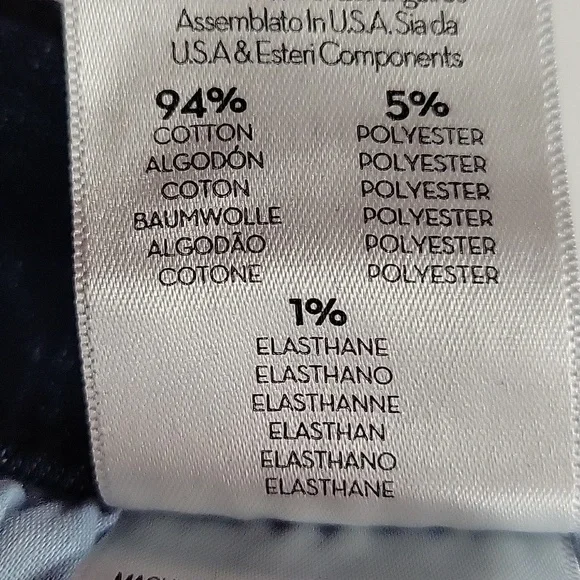 Assemblato In U.S.A. Sia da
U.S.A & Esteri Components
94% 5%
COTTON POLYESTER
ALGODÓN POLYESTER
COTON POLYESTER
BAUMWOLLE POLYESTER
ALGODÃO POLYESTER
COTONE POLYESTER
1%
ELASTHANE
ELASTHANO
ELASTHANNE
ELASTHAN
ELASTHANO
ELASTHANE